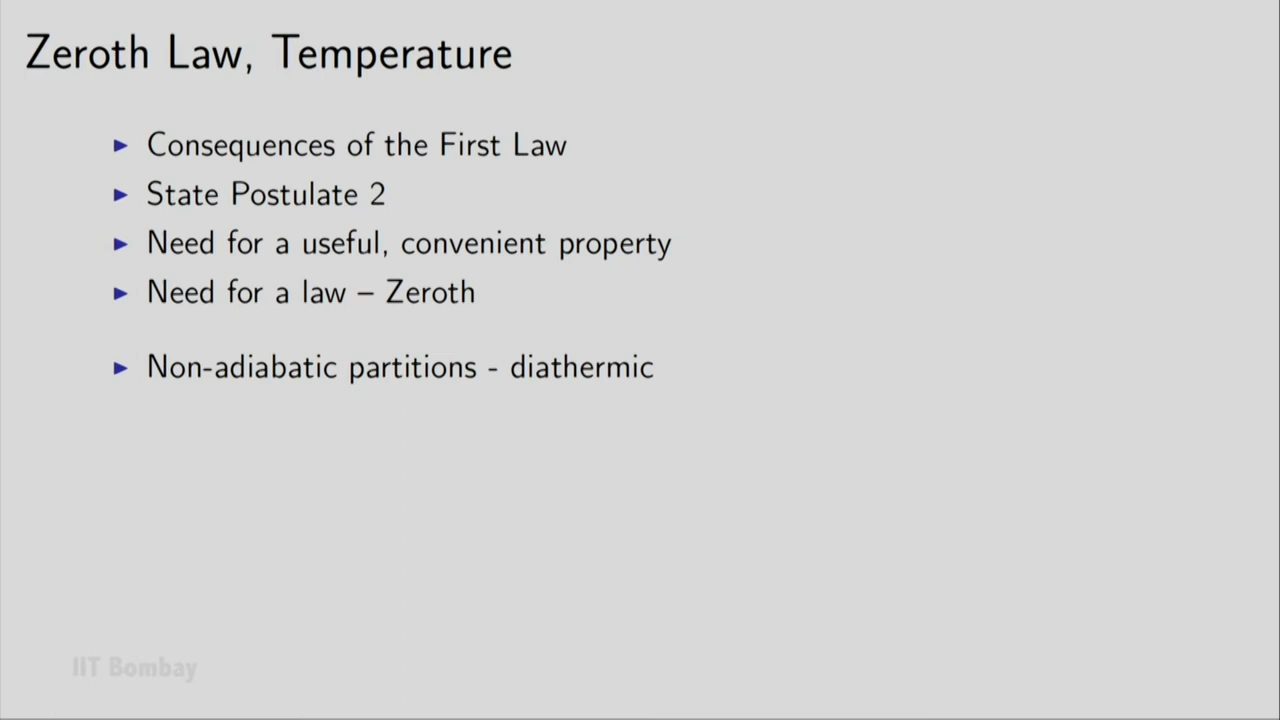 Zeroth Law, Temperature
▶ Consequences of the First Law
▶ State Postulate 2
▶ Need for a useful, convenient property
▶ Need for a law – Zeroth
▶ Non-adiabatic partitions - diathermic
IIT Bombay